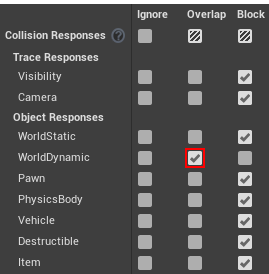 Ignore Overlap Block
Collision Responses ?
Trace Responses
Visibility
Camera
Object Responses
WorldStatic
WorldDynamic
Pawn
PhysicsBody
Vehicle
Destructible
Item